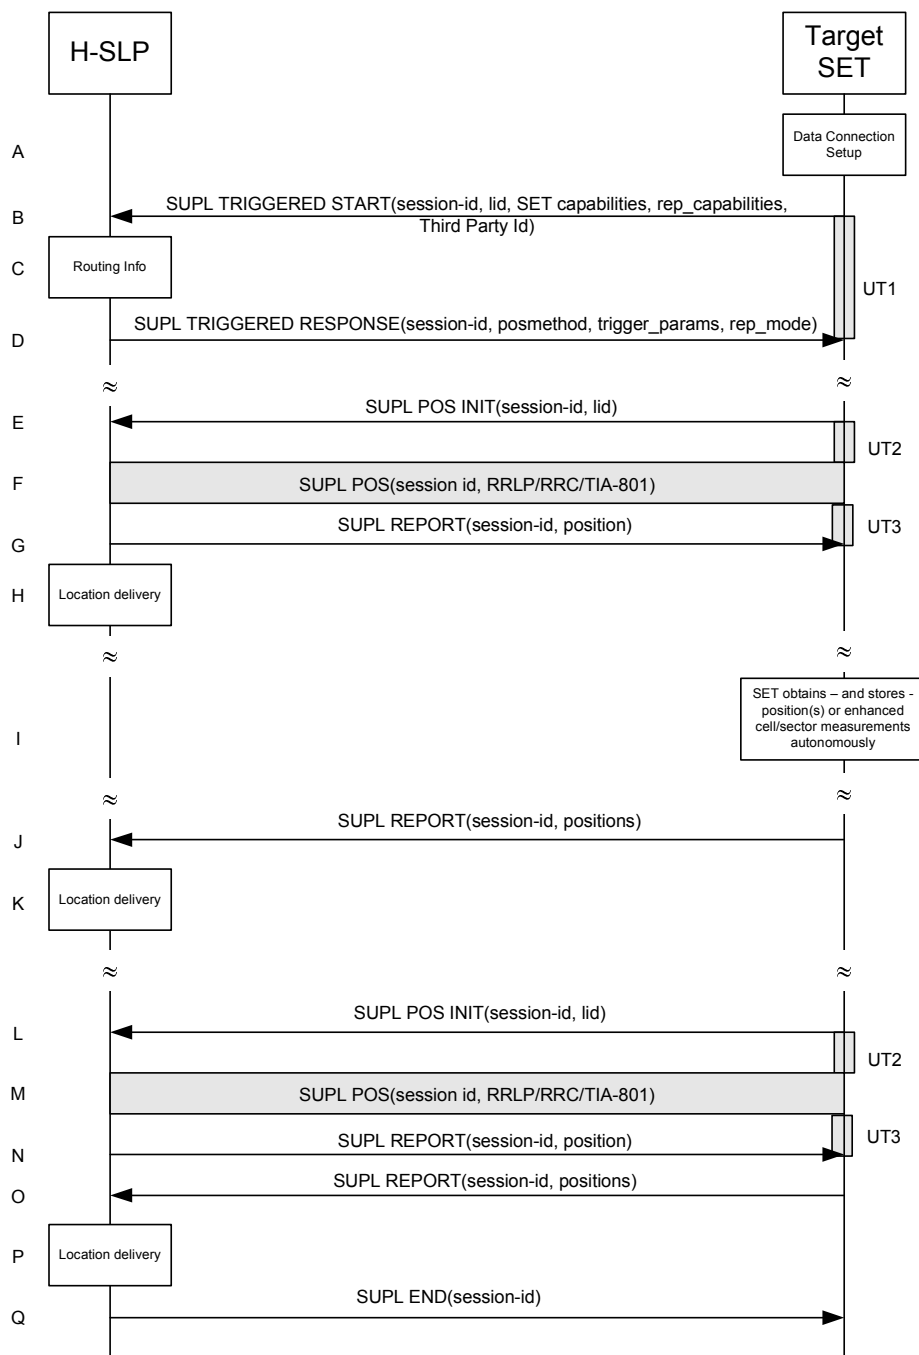 H-SLP
Target
SET
A
Data Connection
Setup
B
SUPL TRIGGERED START(session-id, lid, SET capabilities, rep_capabilities,
Third Party Id)
C
Routing Info
UT1
D
SUPL TRIGGERED RESPONSE(session-id, posmethod, trigger_params, rep_mode)
≈
≈
E
SUPL POS INIT(session-id, lid)
UT2
F
SUPL POS(session id, RRLP/RRC/TIA-801)
G
SUPL REPORT(session-id, position)
UT3
H
Location delivery
≈
≈
SET obtains – and stores -
position(s) or enhanced
cell/sector measurements
autonomously
I
≈
≈
J
SUPL REPORT(session-id, positions)
K
Location delivery
≈
≈
L
SUPL POS INIT(session-id, lid)
UT2
M
SUPL POS(session id, RRLP/RRC/TIA-801)
N
SUPL REPORT(session-id, position)
UT3
O
SUPL REPORT(session-id, positions)
P
Location delivery
Q
SUPL END(session-id)